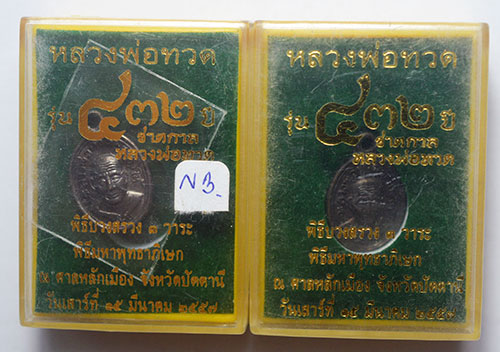 หลวงพ่อทวด
รุ่น ๔๓๒ ปี
ชาตกาล
หลวงพ่อทวด
N3.
พิธีบวงสรวง ๓ วาระ
พิธีมหาพุทธาภิเษก
ณ ศาลหลักเมือง จังหวัดปัตตานี
วันเสาร์ที่ ๑๕ มีนาคม ๒๕๕๗
หลวงพ่อทวด
รุ่น ๔๓๒ ปี
ชาตกาล
หลวงพ่อทวด
พิธีบวงสรวง ๓ วาระ
พิธีมหาพุทธาภิเษก
ณ ศาลหลักเมือง จังหวัดปัตตานี
วันเสาร์ที่ ๑๕ มีนาคม ๒๕๕๗